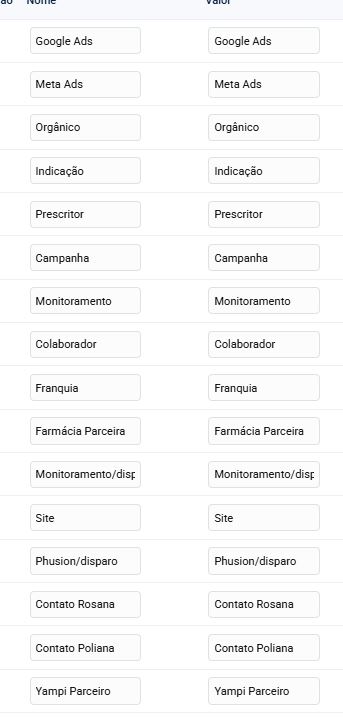 ão Nome Valor
Google Ads Google Ads
Meta Ads Meta Ads
Orgânico Orgânico
Indicação Indicação
Prescritor Prescritor
Campanha Campanha
Monitoramento Monitoramento
Colaborador Colaborador
Franquia Franquia
Farmácia Parceira Farmácia Parceira
Monitoramento/disp Monitoramento/disp
Site Site
Phusion/disparo Phusion/disparo
Contato Rosana Contato Rosana
Contato Poliana Contato Poliana
Yampi Parceiro Yampi Parceiro